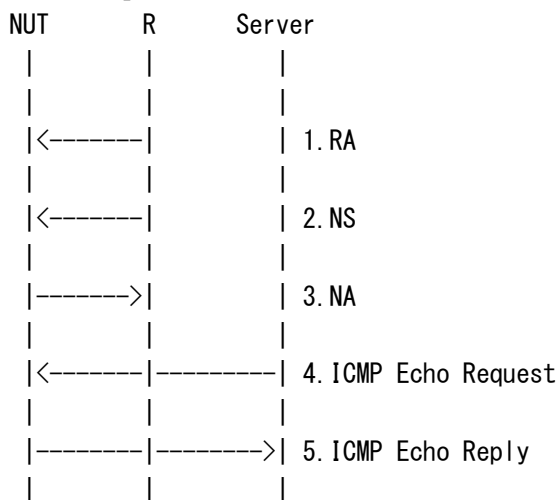 NUT R Server
1. RA
2. NS
3. NA
4. ICMP Echo Request
5. ICMP Echo Reply